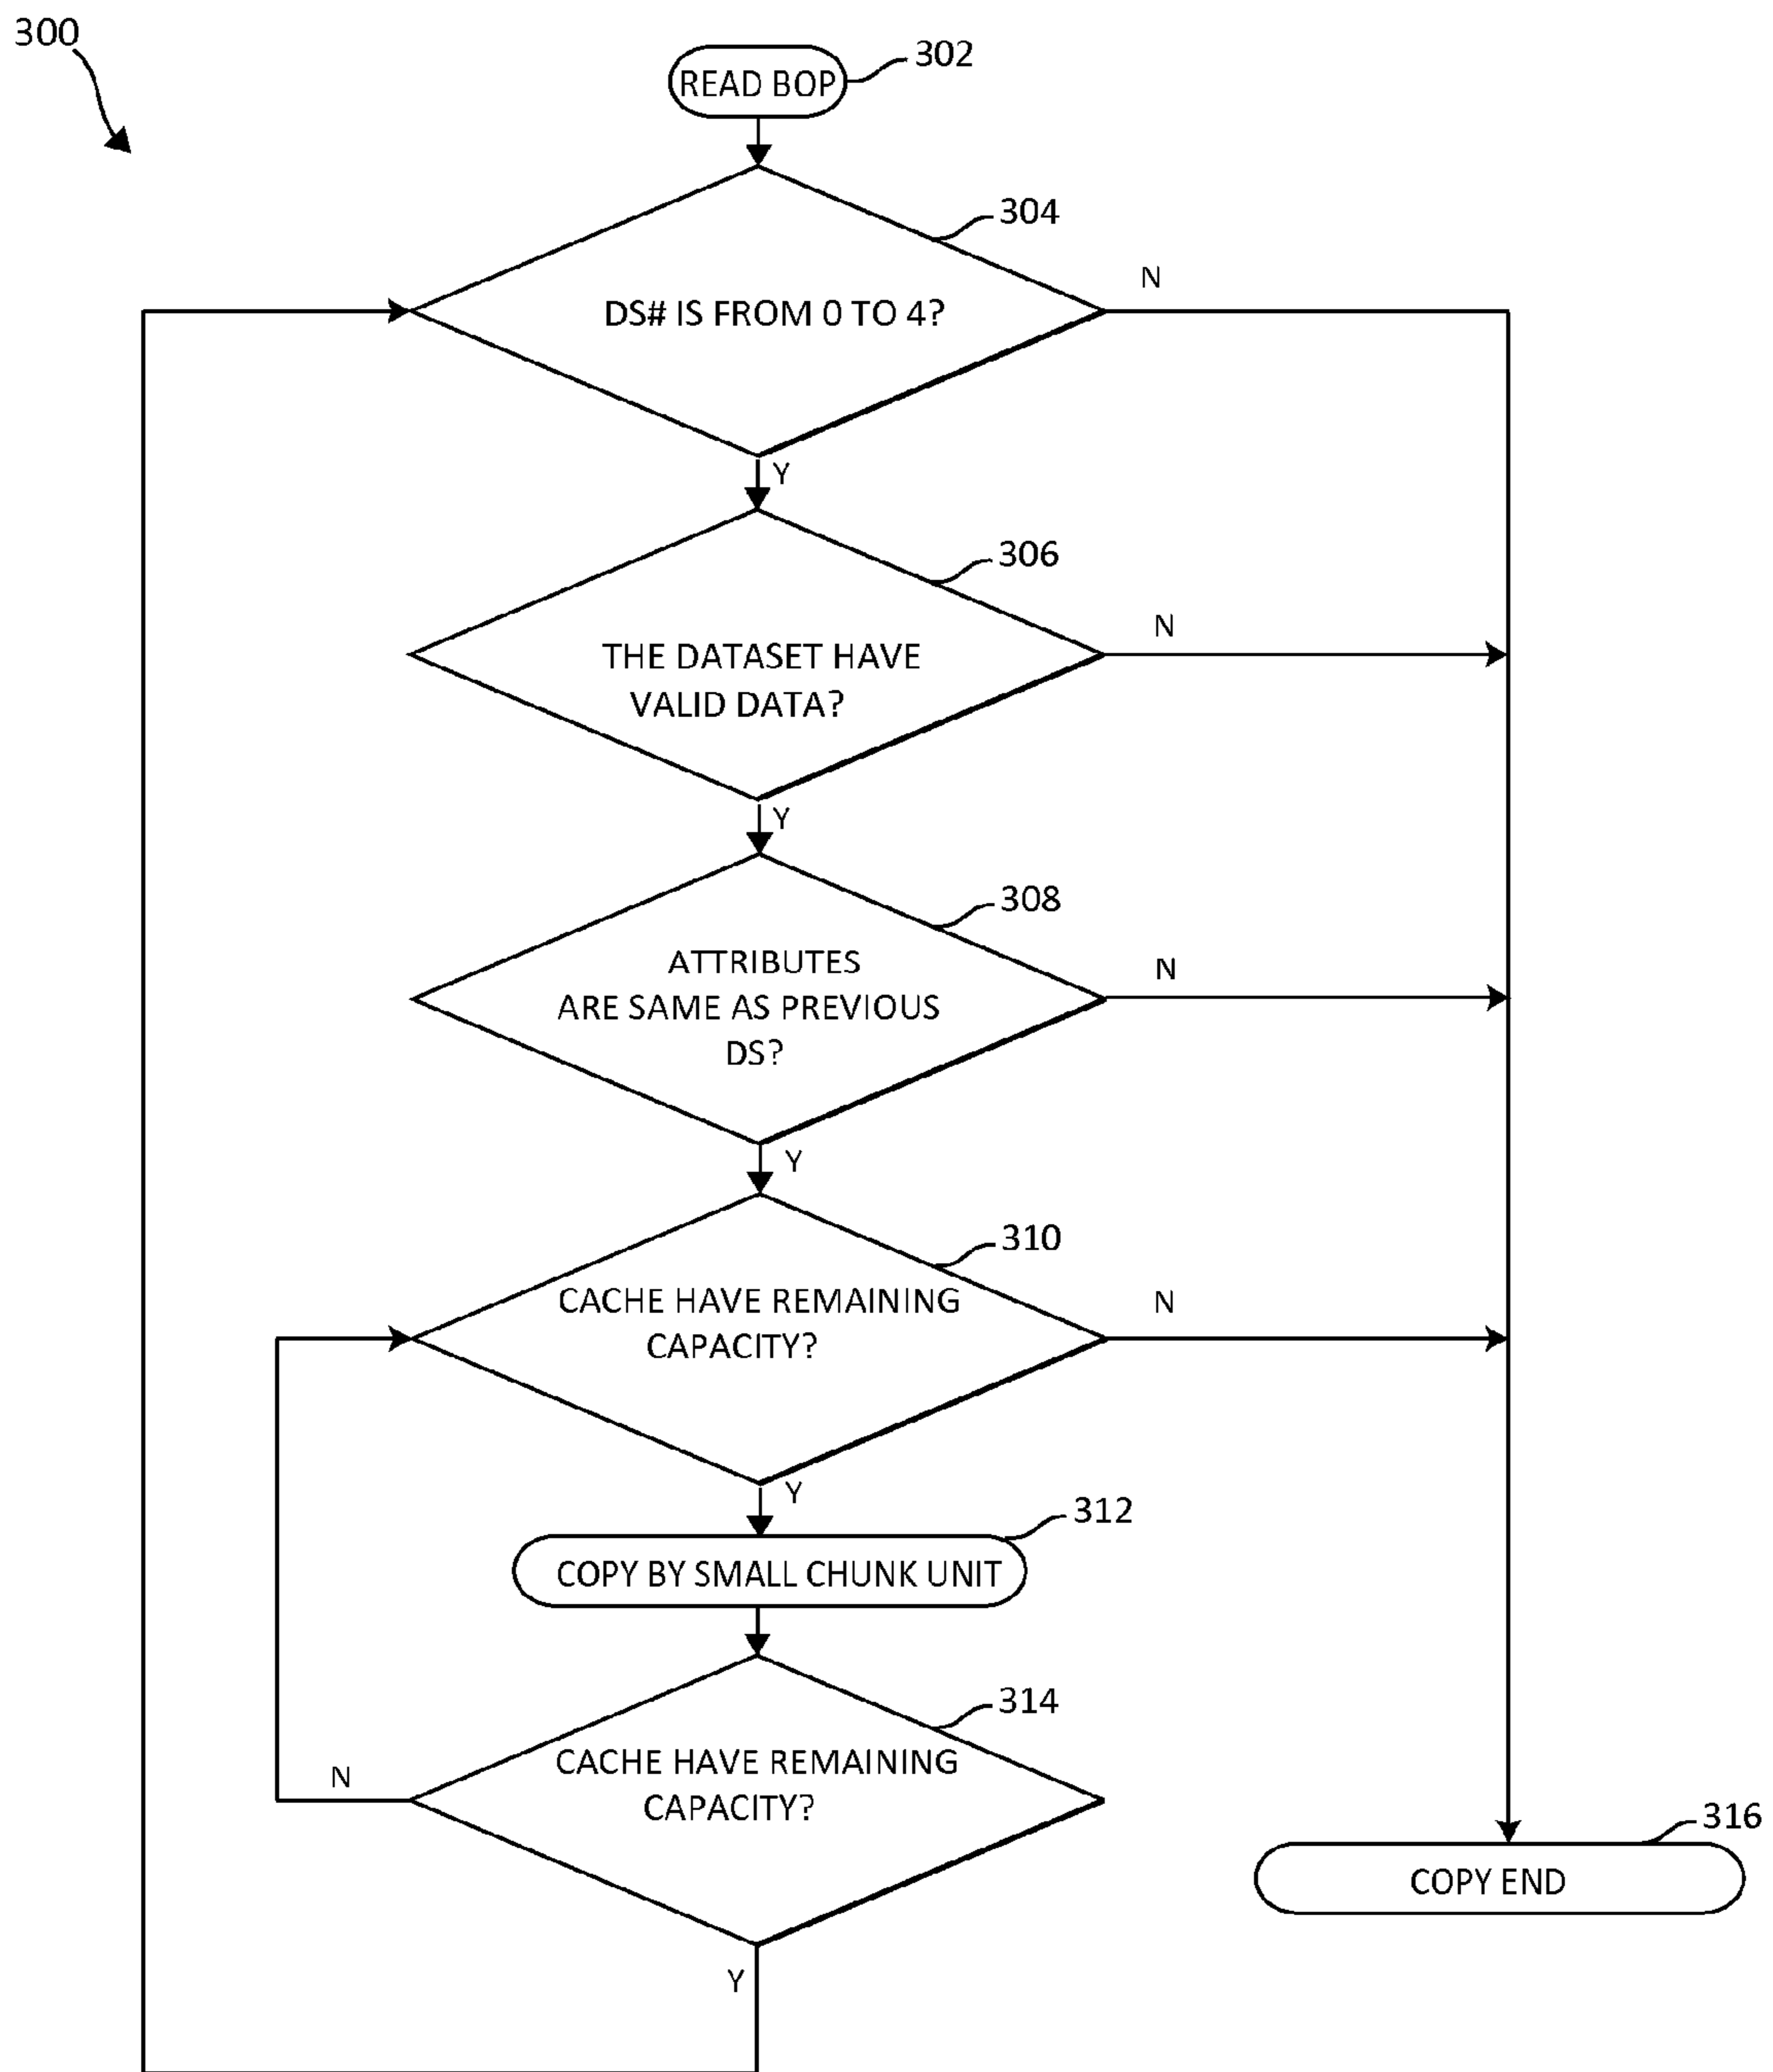 300
READ BOP
302
304
DS# IS FROM 0 TO 4?
N
Y
306
THE DATASET HAVE
VALID DATA?
N
Y
308
ATTRIBUTES
ARE SAME AS PREVIOUS
DS?
N
Y
310
CACHE HAVE REMAINING
CAPACITY?
N
Y
312
COPY BY SMALL CHUNK UNIT
314
CACHE HAVE REMAINING
CAPACITY?
N
Y
316
COPY END